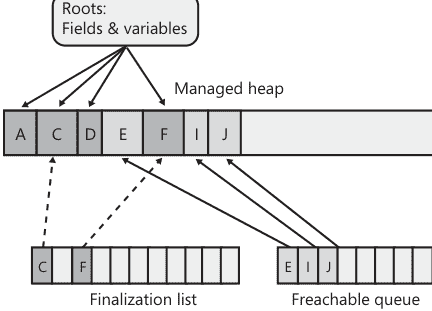 Roots:
Fields & variables
Managed heap
A C D E F I J
C F
E I J
Finalization list
Freachable queue